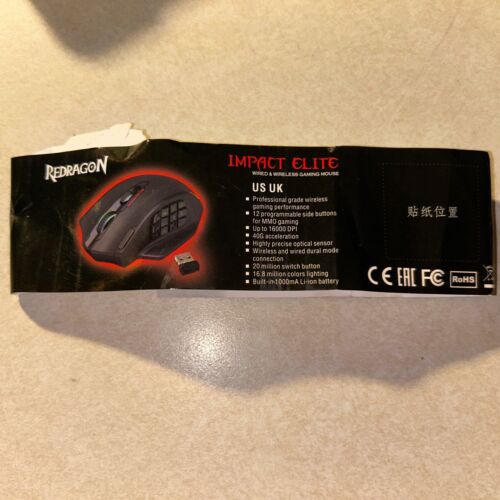 REDRAGON
IMPACT ELITE
WIRED & WIRELESS GAMING MOUSE
US UK
Professional grade wireless
gaming performance
12 programmable side buttons
for MMO gaming
Up to 16000 DPI
40G acceleration
Highly precise optical sensor
Wireless and wired dural mode
connection
20 million switch button
16.8 million colors lighting
Built-in1000mA Li-ion battery
贴纸位置
CE EAC FC RoHS